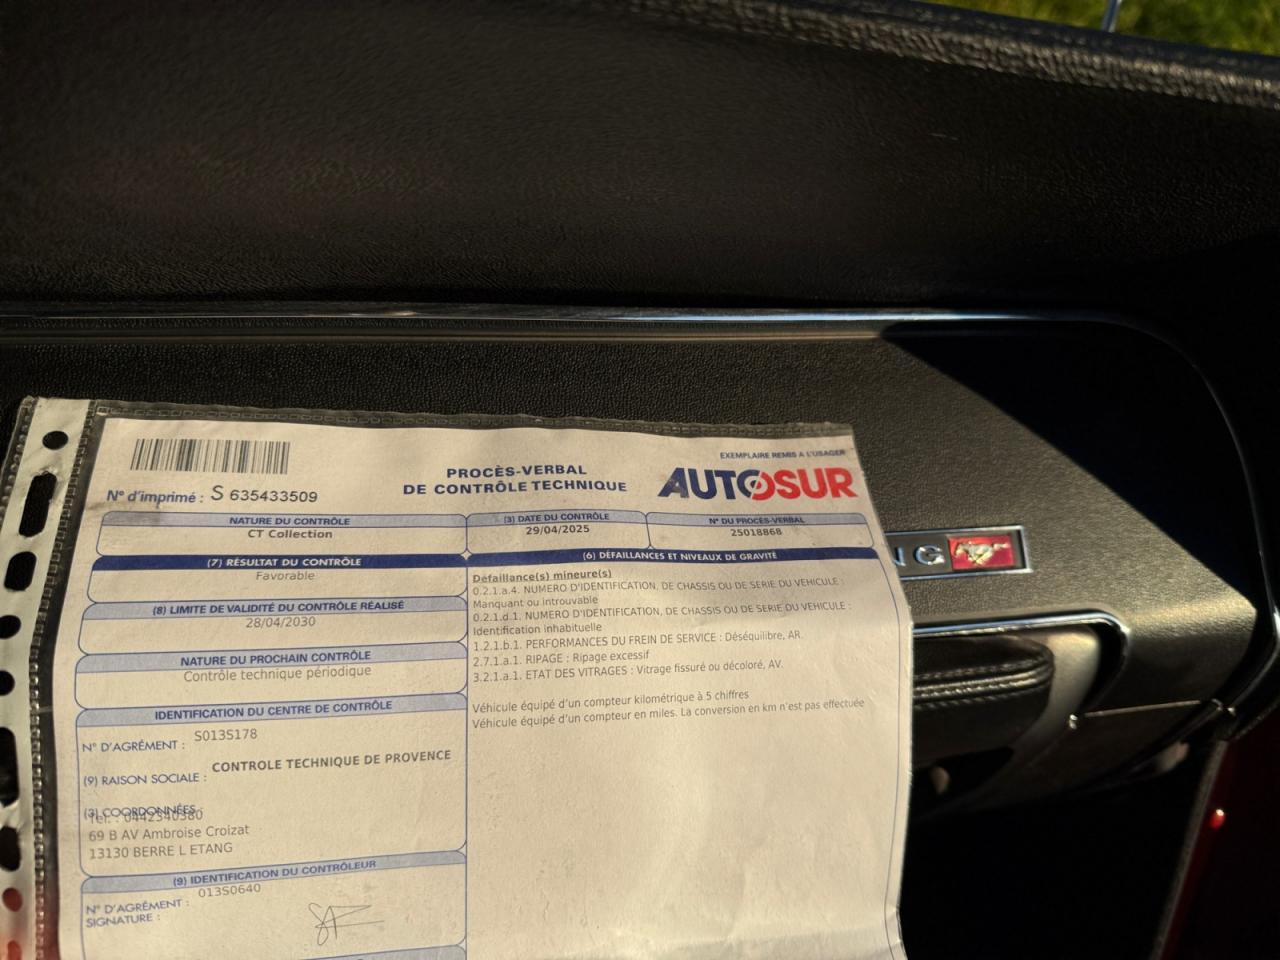 EXEMPLAIRE REMIS A L'USAGER
PROCÈS-VERBAL
DE CONTRÔLE TECHNIQUE
AUTOSUR
N° d'imprimé : S 635433509
NATURE DU CONTRÔLE
CT Collection
(3) DATE DU CONTRÔLE
29/04/2025
N° DU PROCÈS-VERBAL
25018868
(7) RÉSULTAT DU CONTRÔLE
Favorable
(8) LIMITE DE VALIDITÉ DU CONTRÔLE RÉALISÉ
28/04/2030
NATURE DU PROCHAIN CONTRÔLE
Contrôle technique périodique
IDENTIFICATION DU CENTRE DE CONTRÔLE
N° D'AGRÉMENT : S013S178
(9) RAISON SOCIALE : CONTROLE TECHNIQUE DE PROVENCE
(3) COORDONNÉES :
Tel. : 0442340380
69 B AV Ambroise Croizat
13130 BERRE L ETANG
(9) IDENTIFICATION DU CONTRÔLEUR
N° D'AGRÉMENT : 013S0640
SIGNATURE :
(6) DÉFAILLANCES ET NIVEAUX DE GRAVITÉ
Défaillance(s) mineure(s)
0.2.1.a.4. NUMERO D'IDENTIFICATION, DE CHASSIS OU DE SERIE DU VEHICULE :
Manquant ou introuvable
0.2.1.d.1. NUMERO D'IDENTIFICATION, DE CHASSIS OU DE SERIE DU VEHICULE :
Identification inhabituelle
1.2.1.b.1. PERFORMANCES DU FREIN DE SERVICE : Déséquilibre, AR.
2.7.1.a.1. RIPAGE : Ripage excessif
3.2.1.a.1. ETAT DES VITRAGES : Vitrage fissuré ou décoloré, AV.
Véhicule équipé d'un compteur kilométrique à 5 chiffres
Véhicule équipé d'un compteur en miles. La conversion en km n'est pas effectuée
NG